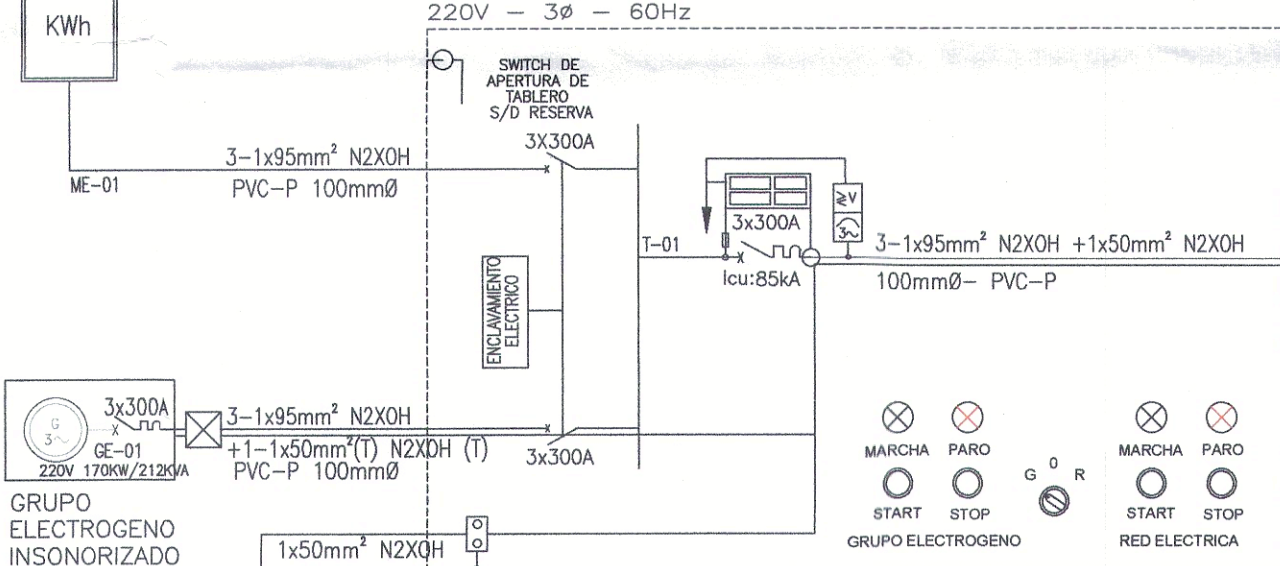 220V – 3ø – 60Hz
KWh
SWITCH DE
APERTURA DE
TABLERO
S/D RESERVA
3X300A
3–1x95mm² N2XOH
ME–01
PVC–P 100mmØ
3x300A
≥V
3~
T–01
Icu:85kA
3–1x95mm² N2XOH +1x50mm² N2XOH
100mmØ– PVC–P
ENCLAVAMIENTO
ELECTRICO
G
3~
3x300A
GE–01
220V 170KW/212KVA
3–1x95mm² N2XOH
+1–1x50mm²(T) N2XOH (T)
PVC–P 100mmØ
3x300A
GRUPO
ELECTROGENO
INSONORIZADO
1x50mm² N2XOH
MARCHA PARO
START STOP
GRUPO ELECTROGENO
G 0 R
MARCHA PARO
START STOP
RED ELECTRICA